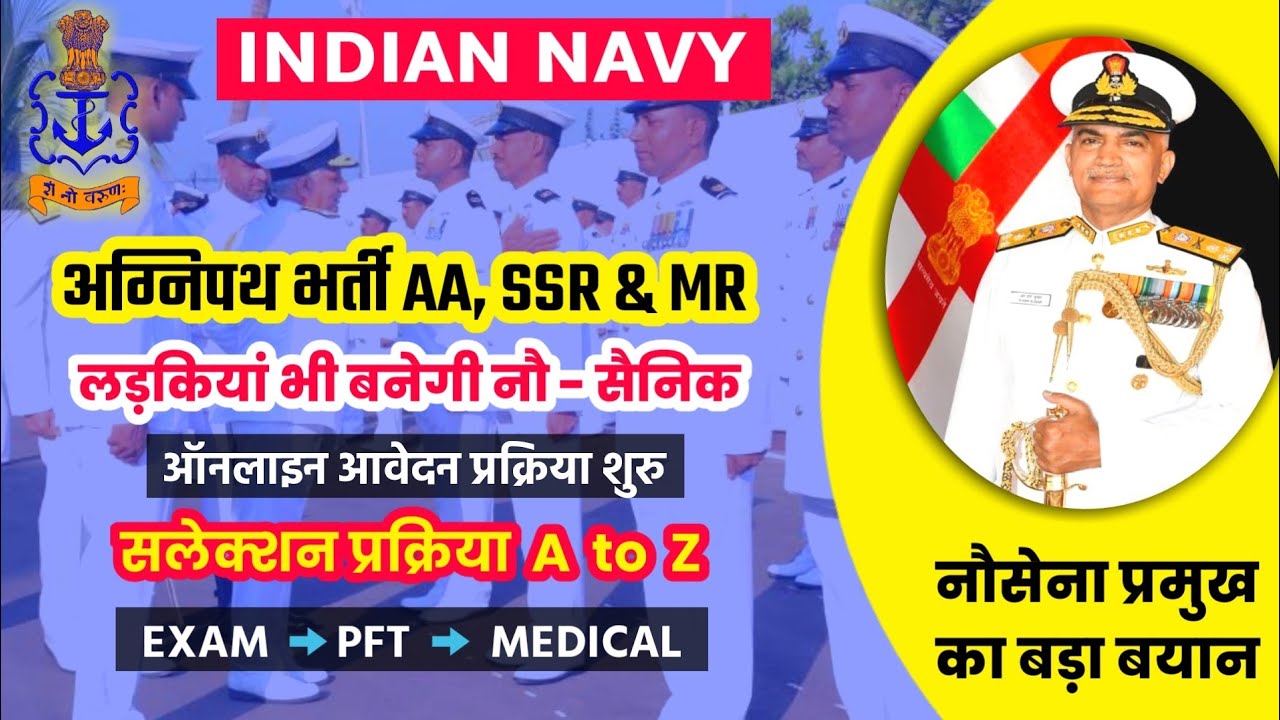 INDIAN NAVY
शं नो वरुणः
अग्निपथ भर्ती AA, SSR & MR
लड़कियां भी बनेगी नौ - सैनिक
ऑनलाइन आवेदन प्रक्रिया शुरु
सलेक्शन प्रक्रिया A to Z
EXAM ➔ PFT ➔ MEDICAL
नौसेना प्रमुख
का बड़ा बयान